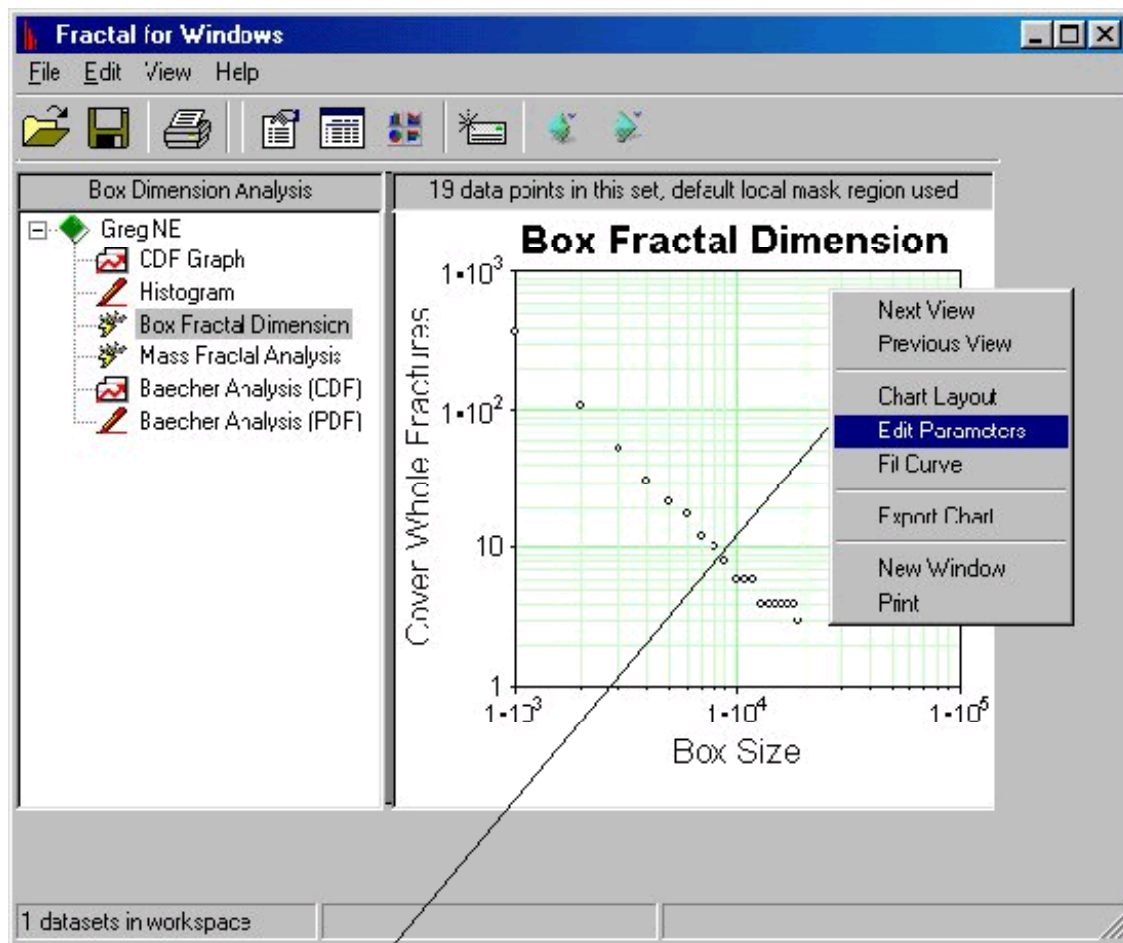 Fractal for Windows
File Edit View Help
Box Dimension Analysis
19 data points in this set, default local mask region used
Greg NE
CDF Graph
Histogram
Box Fractal Dimension
Mass Fractal Analysis
Baecher Analysis (CDF)
Baecher Analysis (PDF)
Box Fractal Dimension
Cover Whole Fractures
1•10³
1•10²
10
1
1•10³
1•10⁴
1•10⁵
Box Size
Next View
Previous View
Chart Layout
Edit Parameters
Fit Curve
Export Chart
New Window
Print
1 datasets in workspace